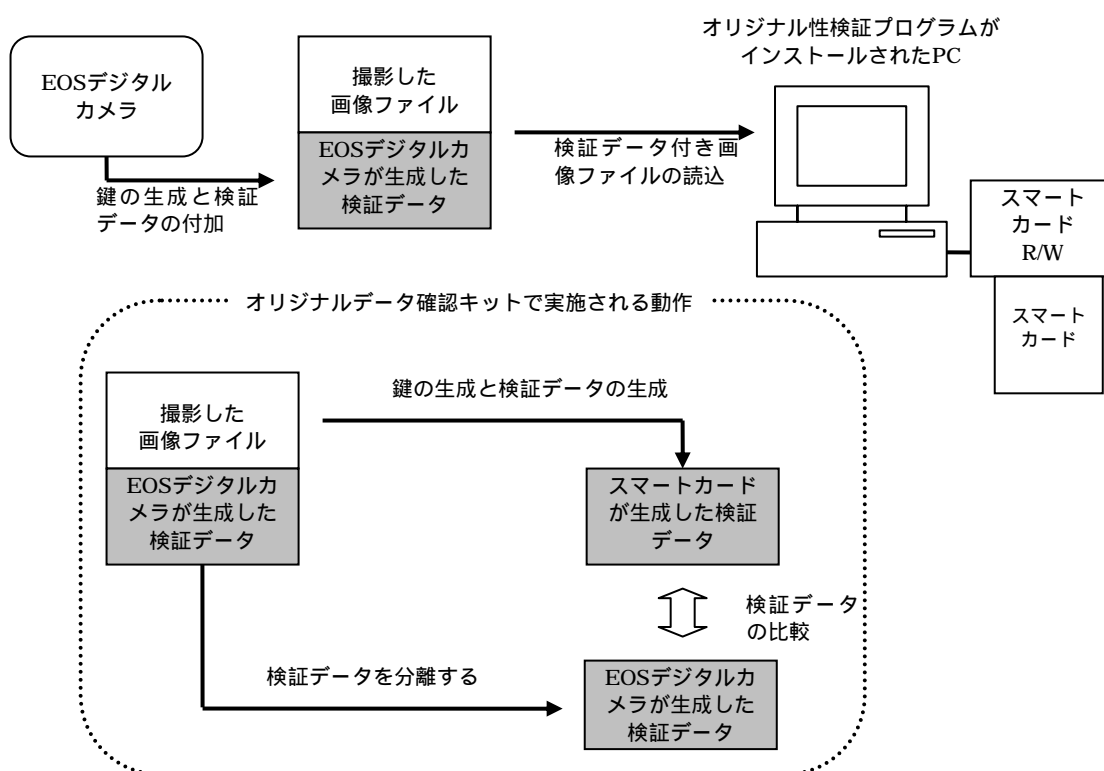 オリジナル性検証プログラムが
インストールされたPC
EOSデジタル
カメラ
撮影した
画像ファイル
EOSデジタルカ
メラが生成した
検証データ
鍵の生成と検証
データの付加
検証データ付き画
像ファイルの読込
スマート
カード
R/W
スマート
カード
オリジナルデータ確認キットで実施される動作
撮影した
画像ファイル
EOSデジタルカ
メラが生成した
検証データ
鍵の生成と検証データの生成
スマートカード
が生成した検証
データ
検証データ
の比較
検証データを分離する
EOSデジタルカ
メラが生成した
検証データ